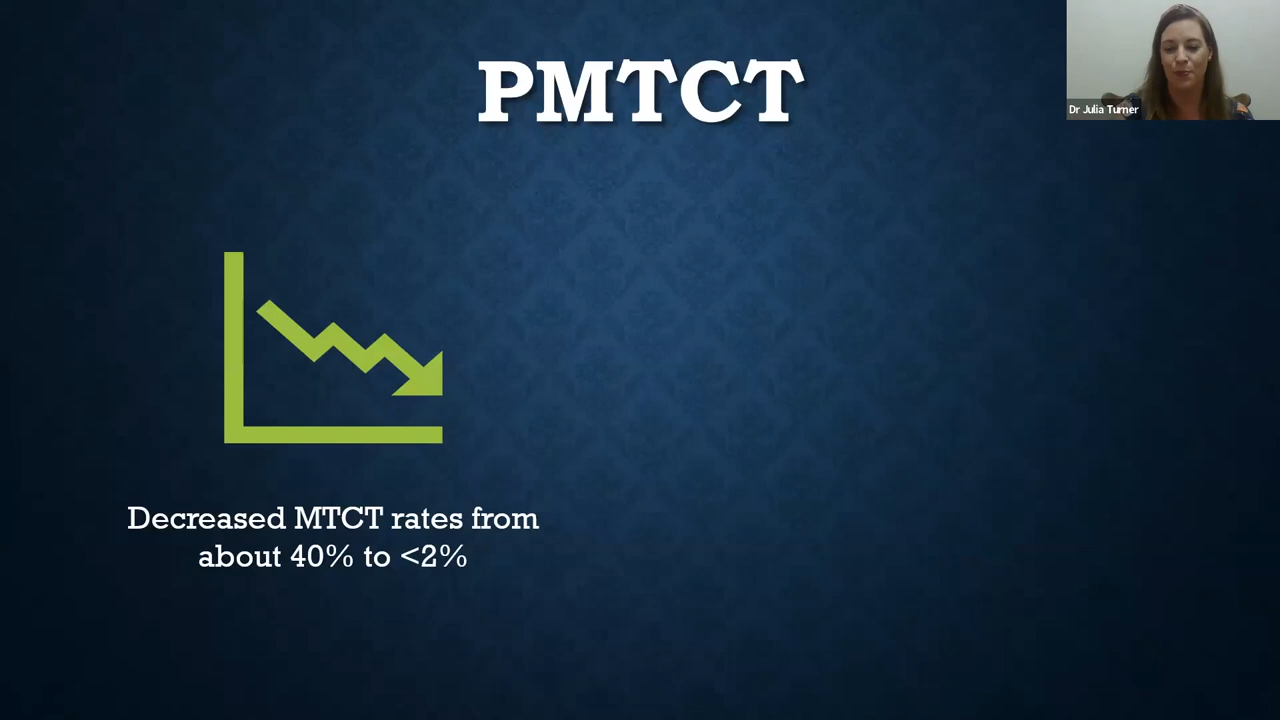 PMTCT
Dr Julia Turner
Decreased MTCT rates from
about 40% to <2%